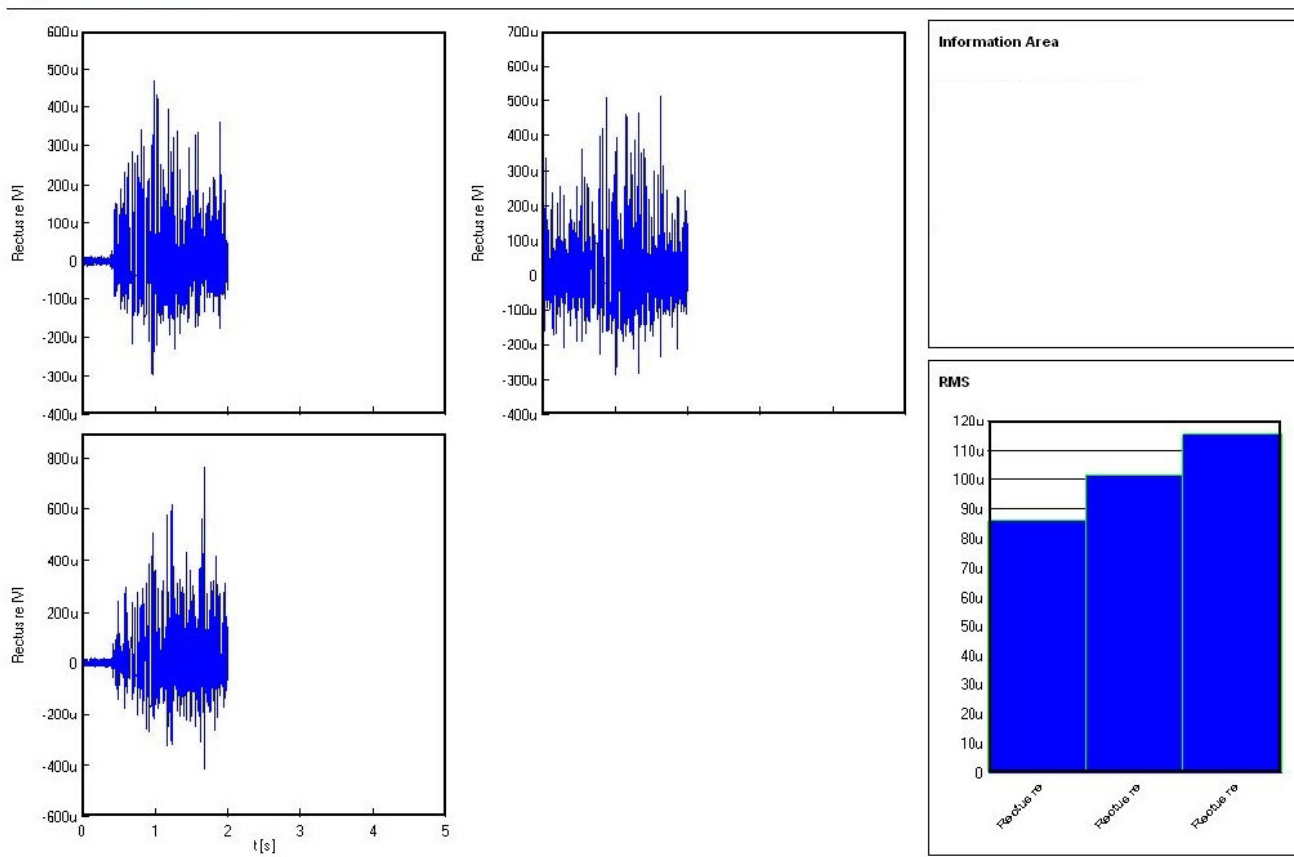 600u
500u
400u
300u
200u
100u
0
-100u
-200u
-300u
-400u
Rectus re [V]
700u
600u
500u
400u
300u
200u
100u
0
-100u
-200u
-300u
-400u
Rectus re [V]
Information Area
800u
600u
400u
200u
0
-200u
-400u
-600u
Rectus re [V]
0 1 2 3 4 5
t [s]
RMS
120u
110u
100u
90u
80u
70u
60u
50u
40u
30u
20u
10u
0
Rectus re Rectus re Rectus re